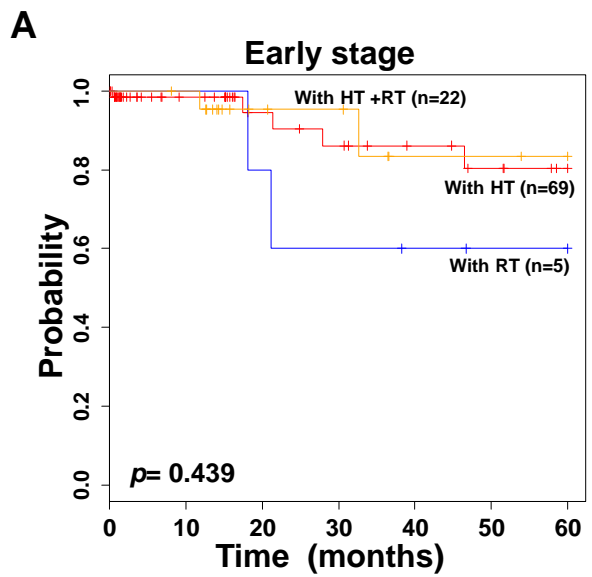 A
Early stage
With HT +RT (n=22)
With HT (n=69)
With RT (n=5)
p= 0.439
Probability
1.0
0.8
0.6
0.4
0.2
0.0
0 10 20 30 40 50 60
Time (months)